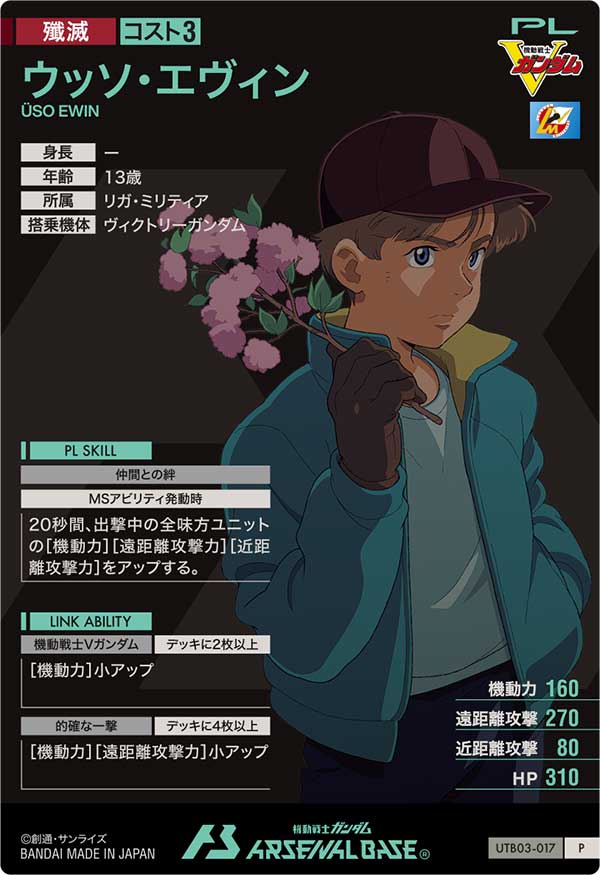 殲滅 コスト3 PL
機動戦士
Vガンダム
ウッソ・エヴィン
ÜSO EWIN
LM
身長 ー
年齢 13歳
所属 リガ・ミリティア
搭乗機体 ヴィクトリーガンダム
PL SKILL
仲間との絆
MSアビリティ発動時
20秒間、出撃中の全味方ユニット
の[機動力][遠距離攻撃力][近距
離攻撃力]をアップする。
LINK ABILITY
機動戦士Vガンダム デッキに2枚以上
[機動力]小アップ
的確な一撃 デッキに4枚以上
[機動力][遠距離攻撃力]小アップ
機動力 160
遠距離攻撃 270
近距離攻撃 80
HP 310
©創通・サンライズ
BANDAI MADE IN JAPAN
機動戦士ガンダム
AB ARSENAL BASE®
UTB03-017 P